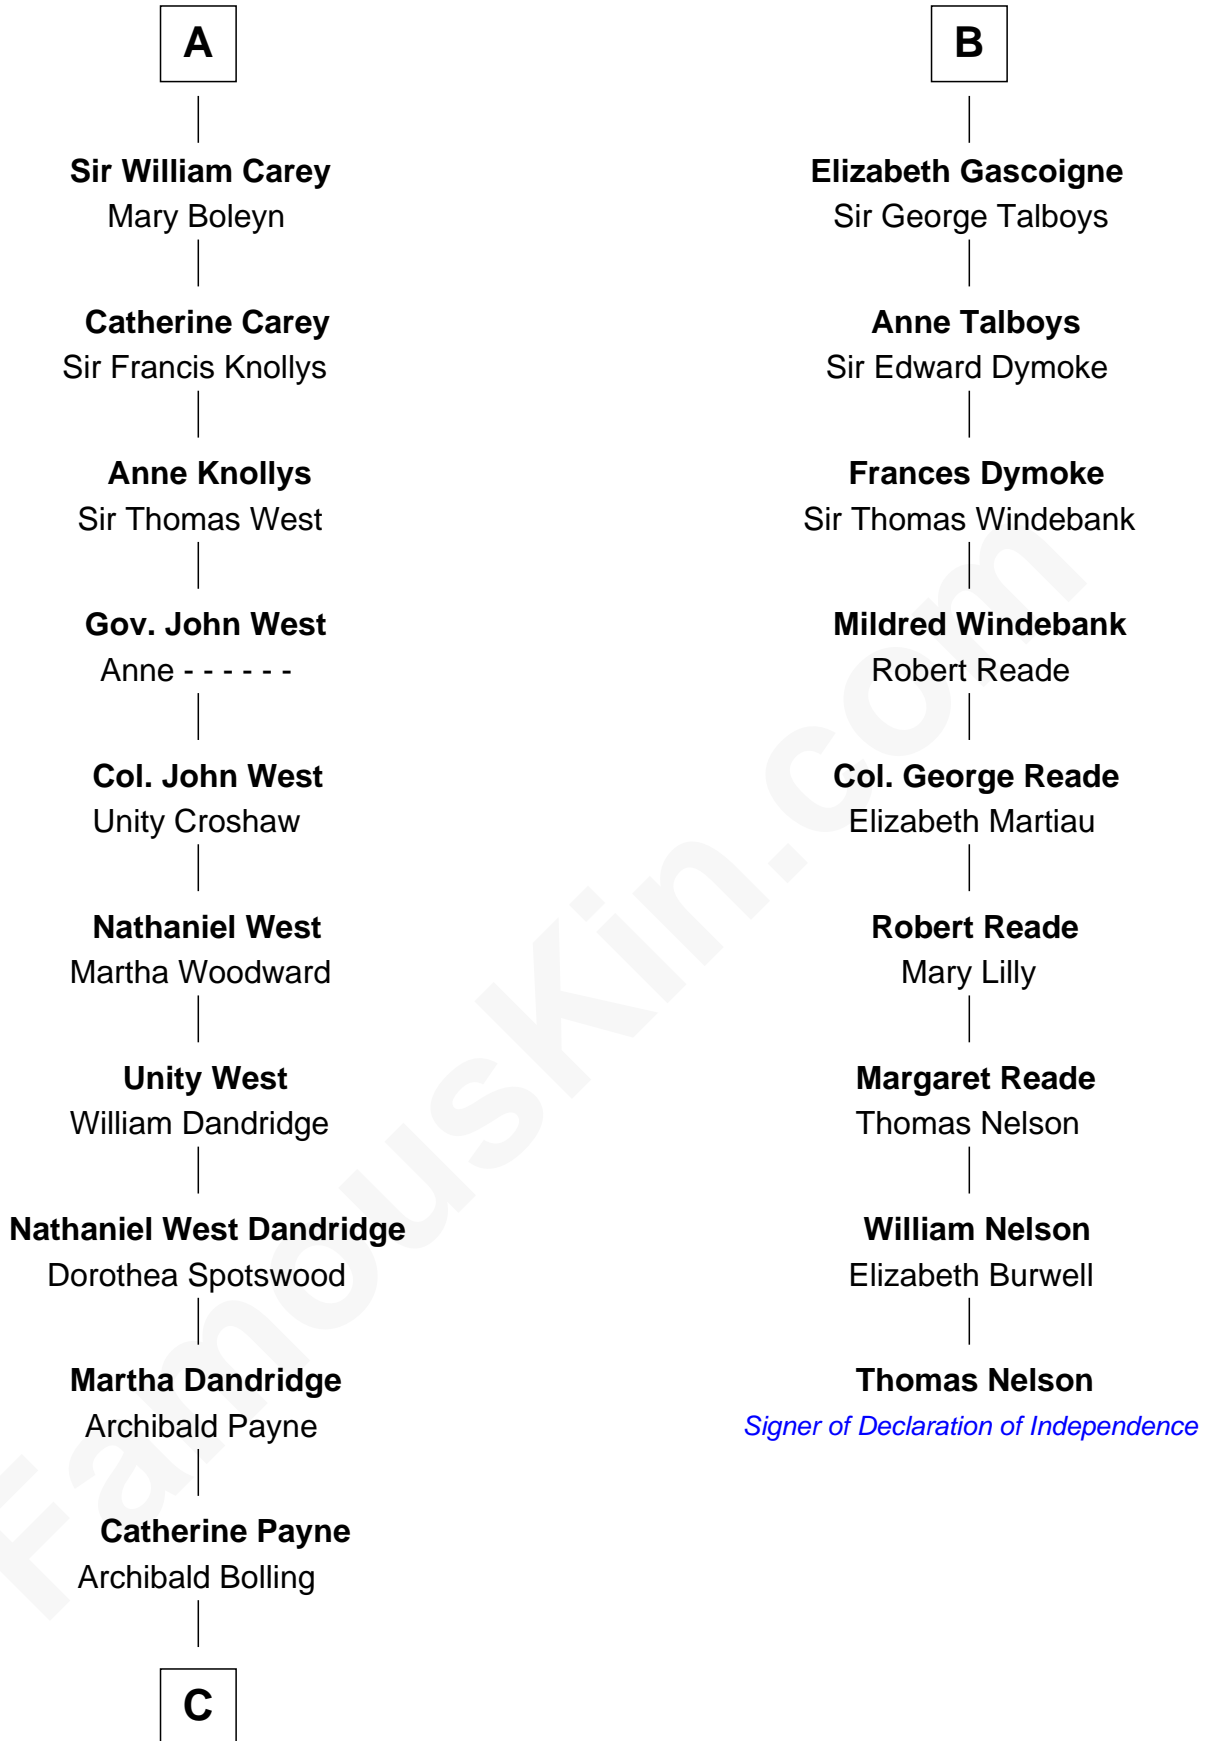 A
Sir William Carey
Mary Boleyn
Catherine Carey
Sir Francis Knollys
Anne Knollys
Sir Thomas West
Gov. John West
Anne - - - - - -
Col. John West
Unity Croshaw
Nathaniel West
Martha Woodward
Unity West
William Dandridge
Nathaniel West Dandridge
Dorothea Spotswood
Martha Dandridge
Archibald Payne
Catherine Payne
Archibald Bolling
C
B
Elizabeth Gascoigne
Sir George Talboys
Anne Talboys
Sir Edward Dymoke
Frances Dymoke
Sir Thomas Windebank
Mildred Windebank
Robert Reade
Col. George Reade
Elizabeth Martiau
Robert Reade
Mary Lilly
Margaret Reade
Thomas Nelson
William Nelson
Elizabeth Burwell
Thomas Nelson
Signer of Declaration of Independence
FamousKin.com